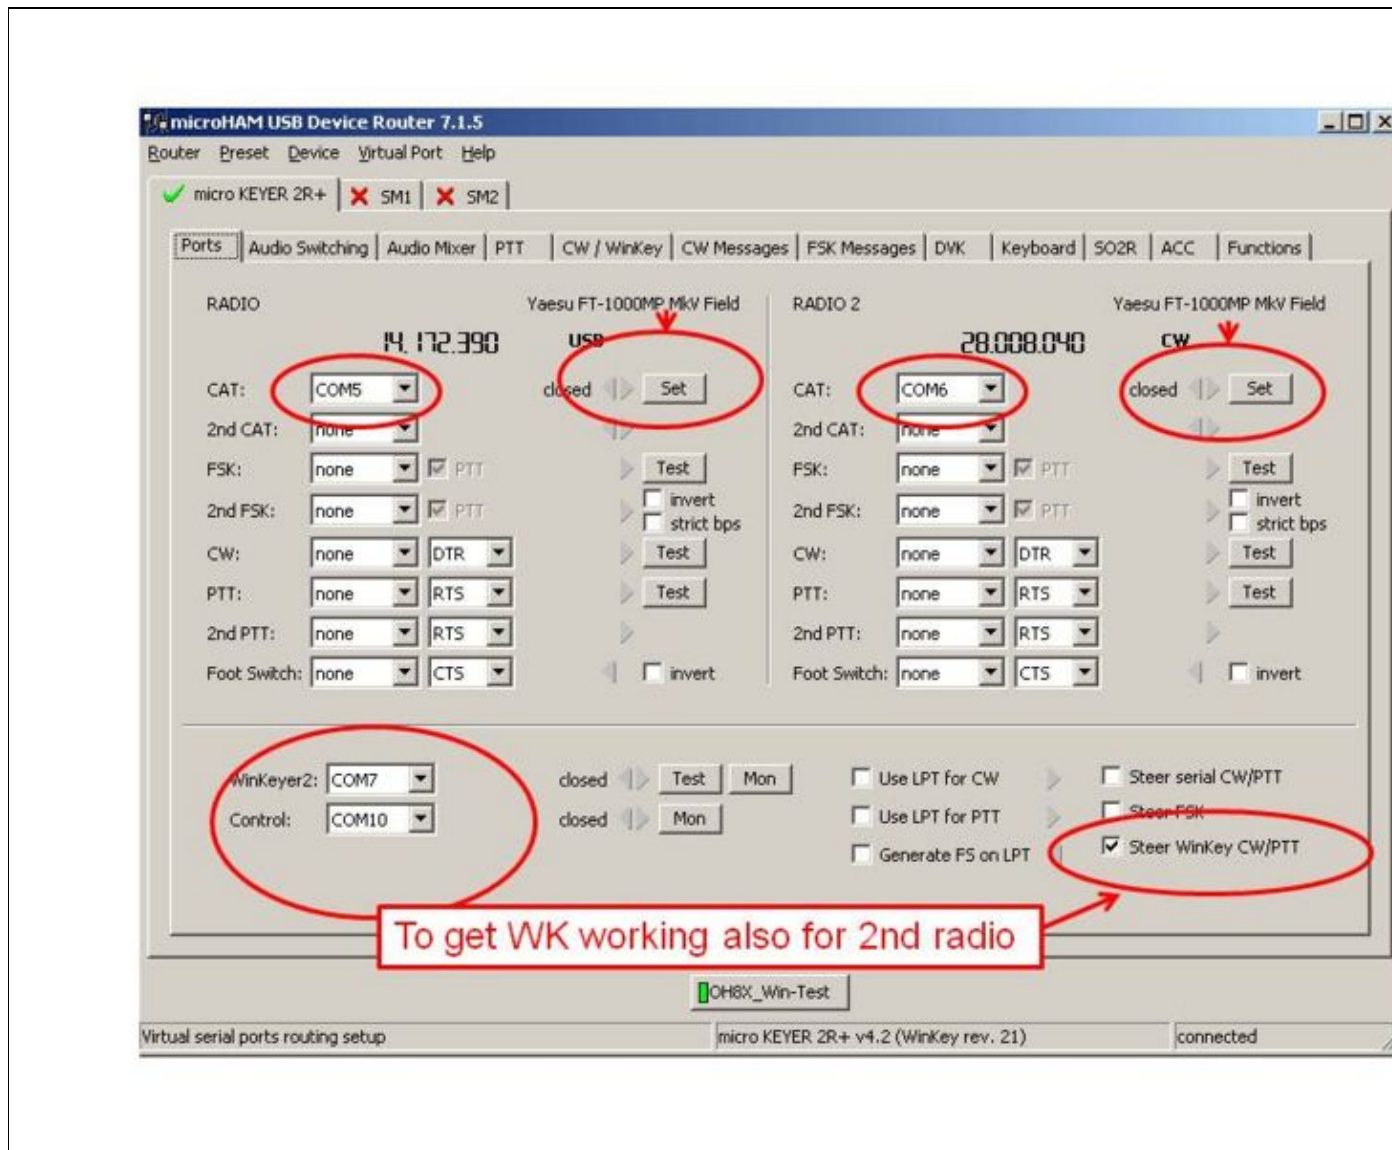 microHAM USB Device Router 7.1.5
Router Preset Device Virtual Port Help
micro KEYER 2R+ SM1 SM2
Ports Audio Switching Audio Mixer PTT CW / WinKey CW Messages FSK Messages DVK Keyboard SO2R ACC Functions
RADIO Yaesu FT-1000MP MkV Field RADIO 2 Yaesu FT-1000MP MkV Field
14.172.390 USB 28.008.040 CW
CAT: COM5 closed Set CAT: COM6 closed Set
2nd CAT: none 2nd CAT: none
FSK: none PTT Test FSK: none PTT Test
2nd FSK: none PTT invert strict bps 2nd FSK: none PTT invert strict bps
CW: none DTR Test CW: none DTR Test
PTT: none RTS Test PTT: none RTS Test
2nd PTT: none RTS 2nd PTT: none RTS
Foot Switch: none CTS invert Foot Switch: none CTS invert
WinKeyer2: COM7 closed Test Mon Use LPT for CW Steer serial CW/PTT
Control: COM10 closed Mon Use LPT for PTT Steer FSK
Generate FS on LPT Steer WinKey CW/PTT
To get WK working also for 2nd radio
OH8X_Win-Test
Virtual serial ports routing setup micro KEYER 2R+ v4.2 (WinKey rev. 21) connected